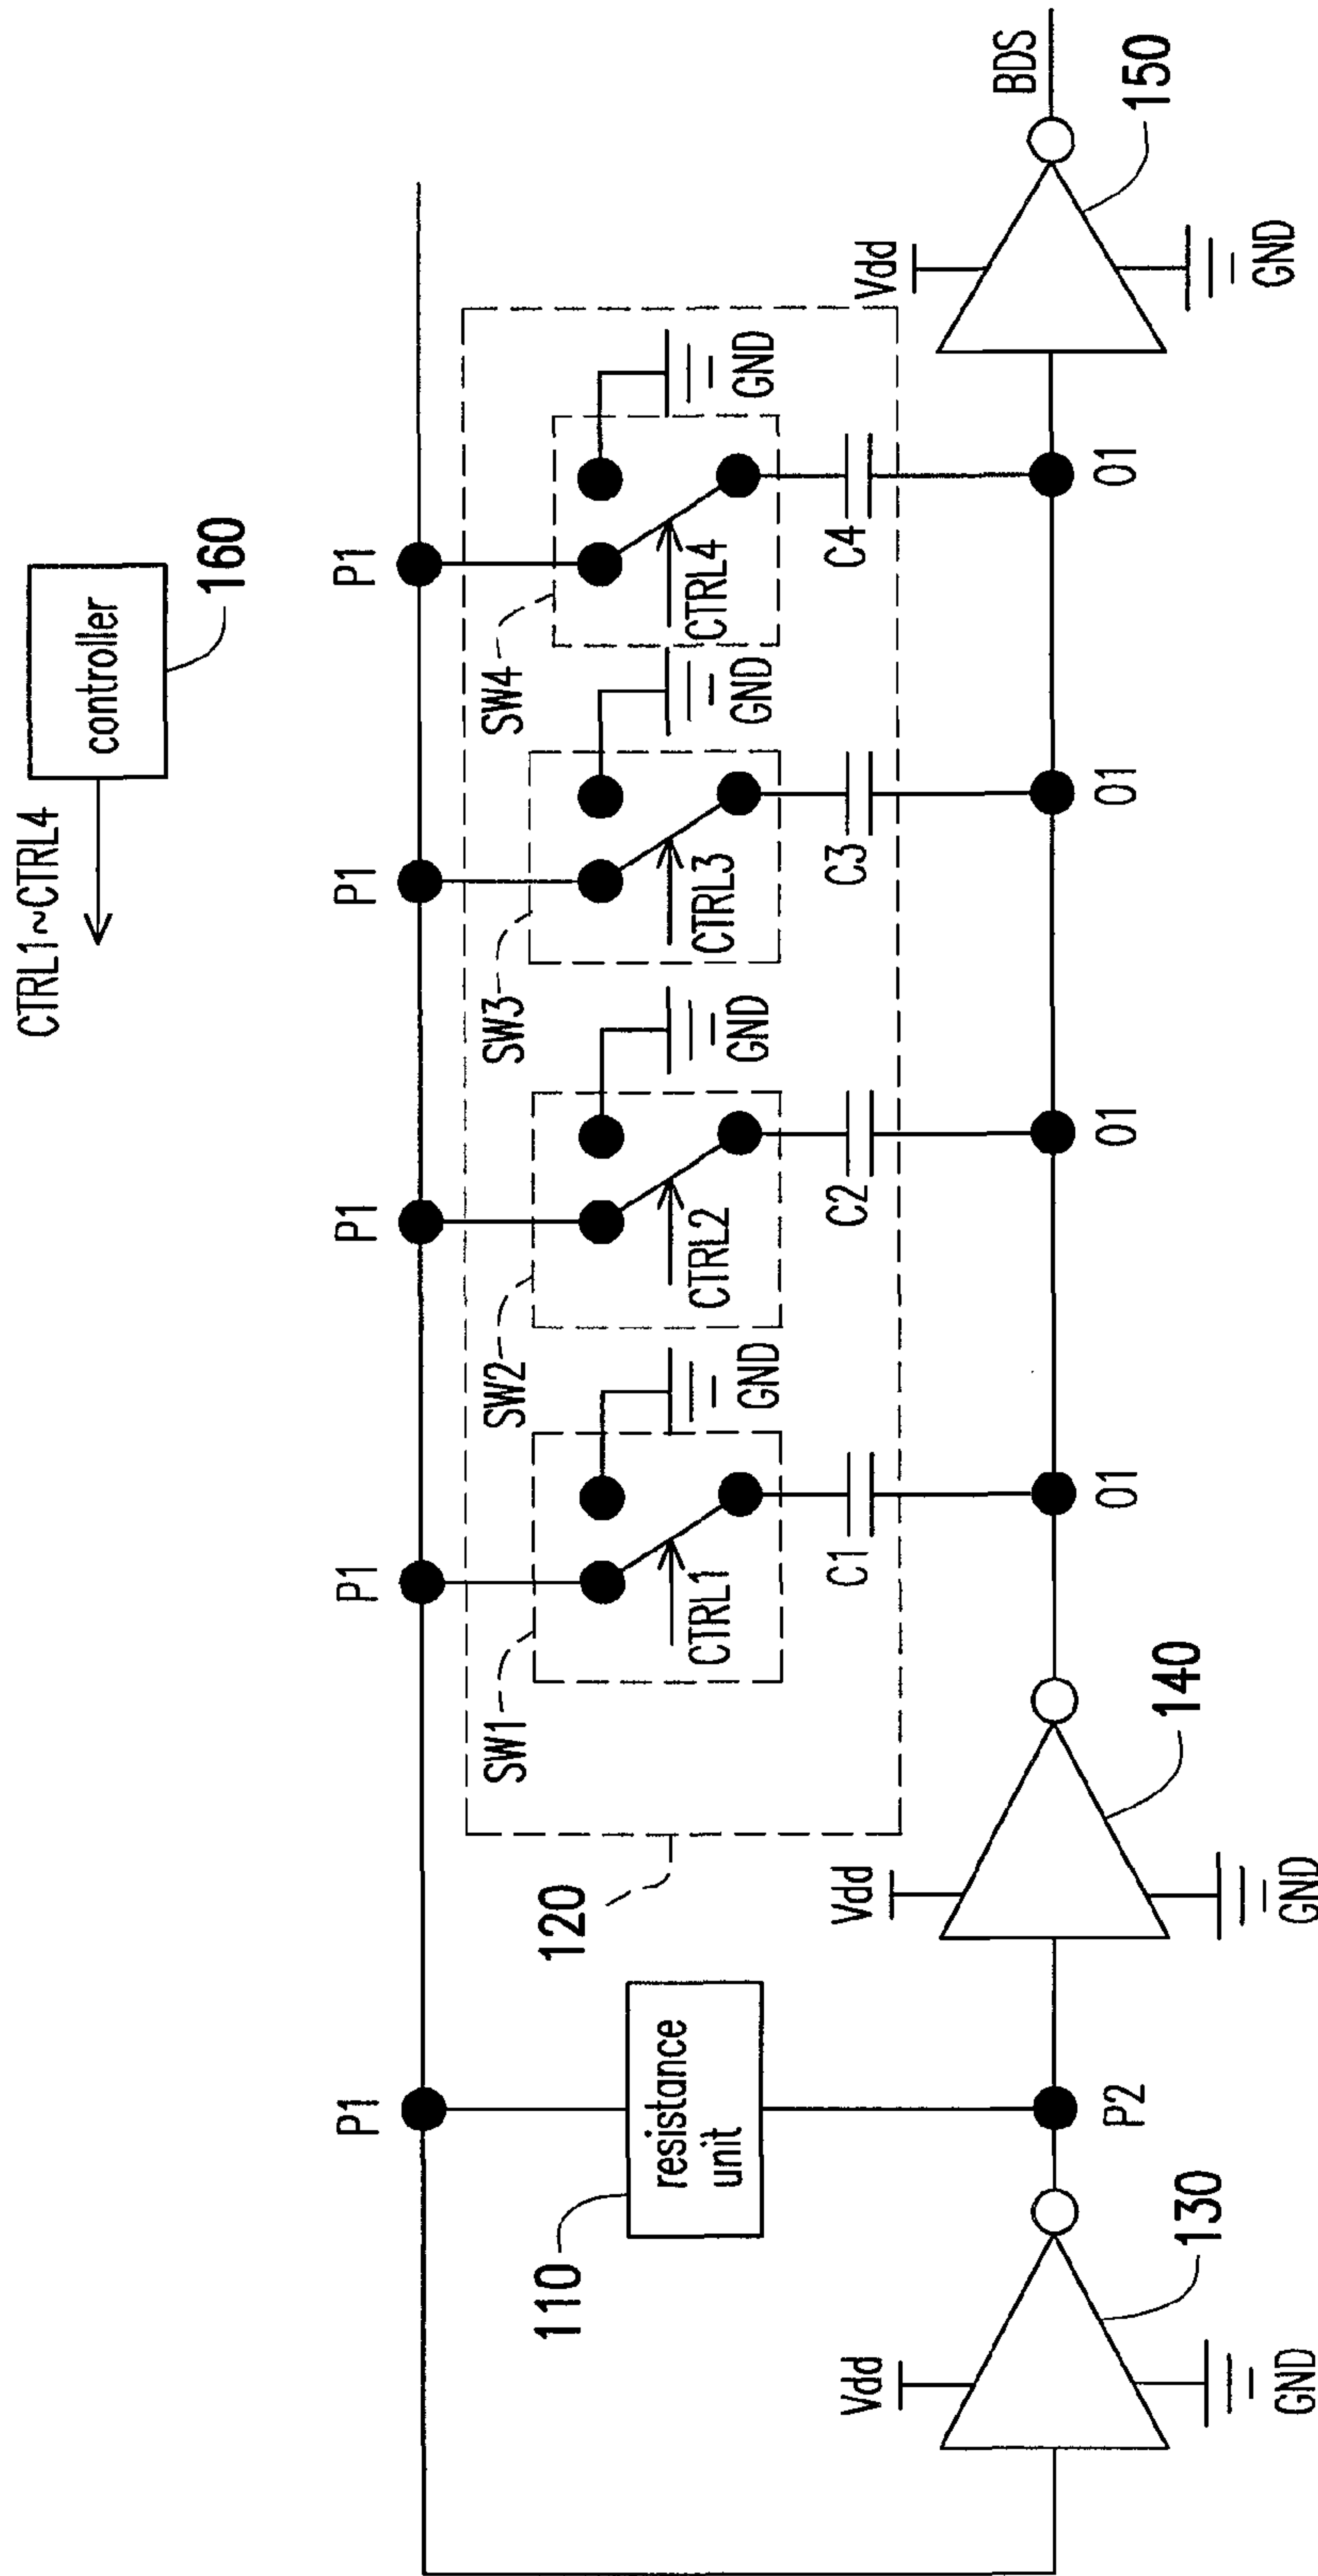 CTRL1~CTRL4
controller
160
P1
P1
P1
P1
P1
SW1
SW2
SW3
SW4
GND
GND
GND
GND
CTRL1
CTRL2
CTRL3
CTRL4
120
110
resistance
unit
C1
C2
C3
C4
Vdd
Vdd
Vdd
BDS
P2
O1
O1
O1
O1
130
140
150
GND
GND
GND